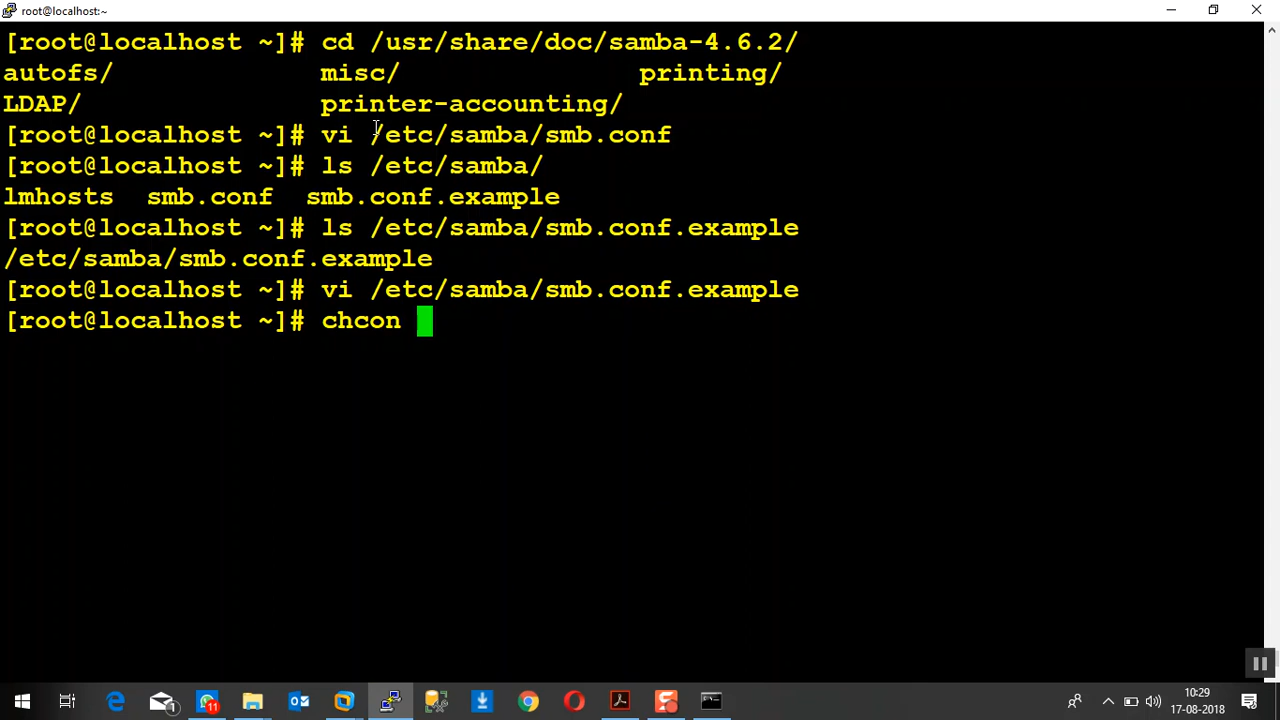 root@localhost:~
[root@localhost ~]# cd /usr/share/doc/samba-4.6.2/
autofs/ misc/ printing/
LDAP/ printer-accounting/
[root@localhost ~]# vi /etc/samba/smb.conf
[root@localhost ~]# ls /etc/samba/
lmhosts smb.conf smb.conf.example
[root@localhost ~]# ls /etc/samba/smb.conf.example
/etc/samba/smb.conf.example
[root@localhost ~]# vi /etc/samba/smb.conf.example
[root@localhost ~]# chcon
1
11
10:29
17-08-2018